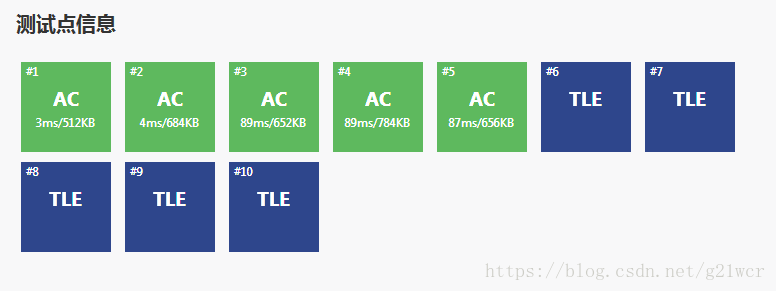 测试点信息
#1 #2 #3 #4 #5 #6 #7
AC AC AC AC AC TLE TLE
3ms/512KB 4ms/684KB 89ms/652KB 89ms/784KB 87ms/656KB
#8 #9 #10
TLE TLE TLE
https://blog.csdn.net/g21wcr